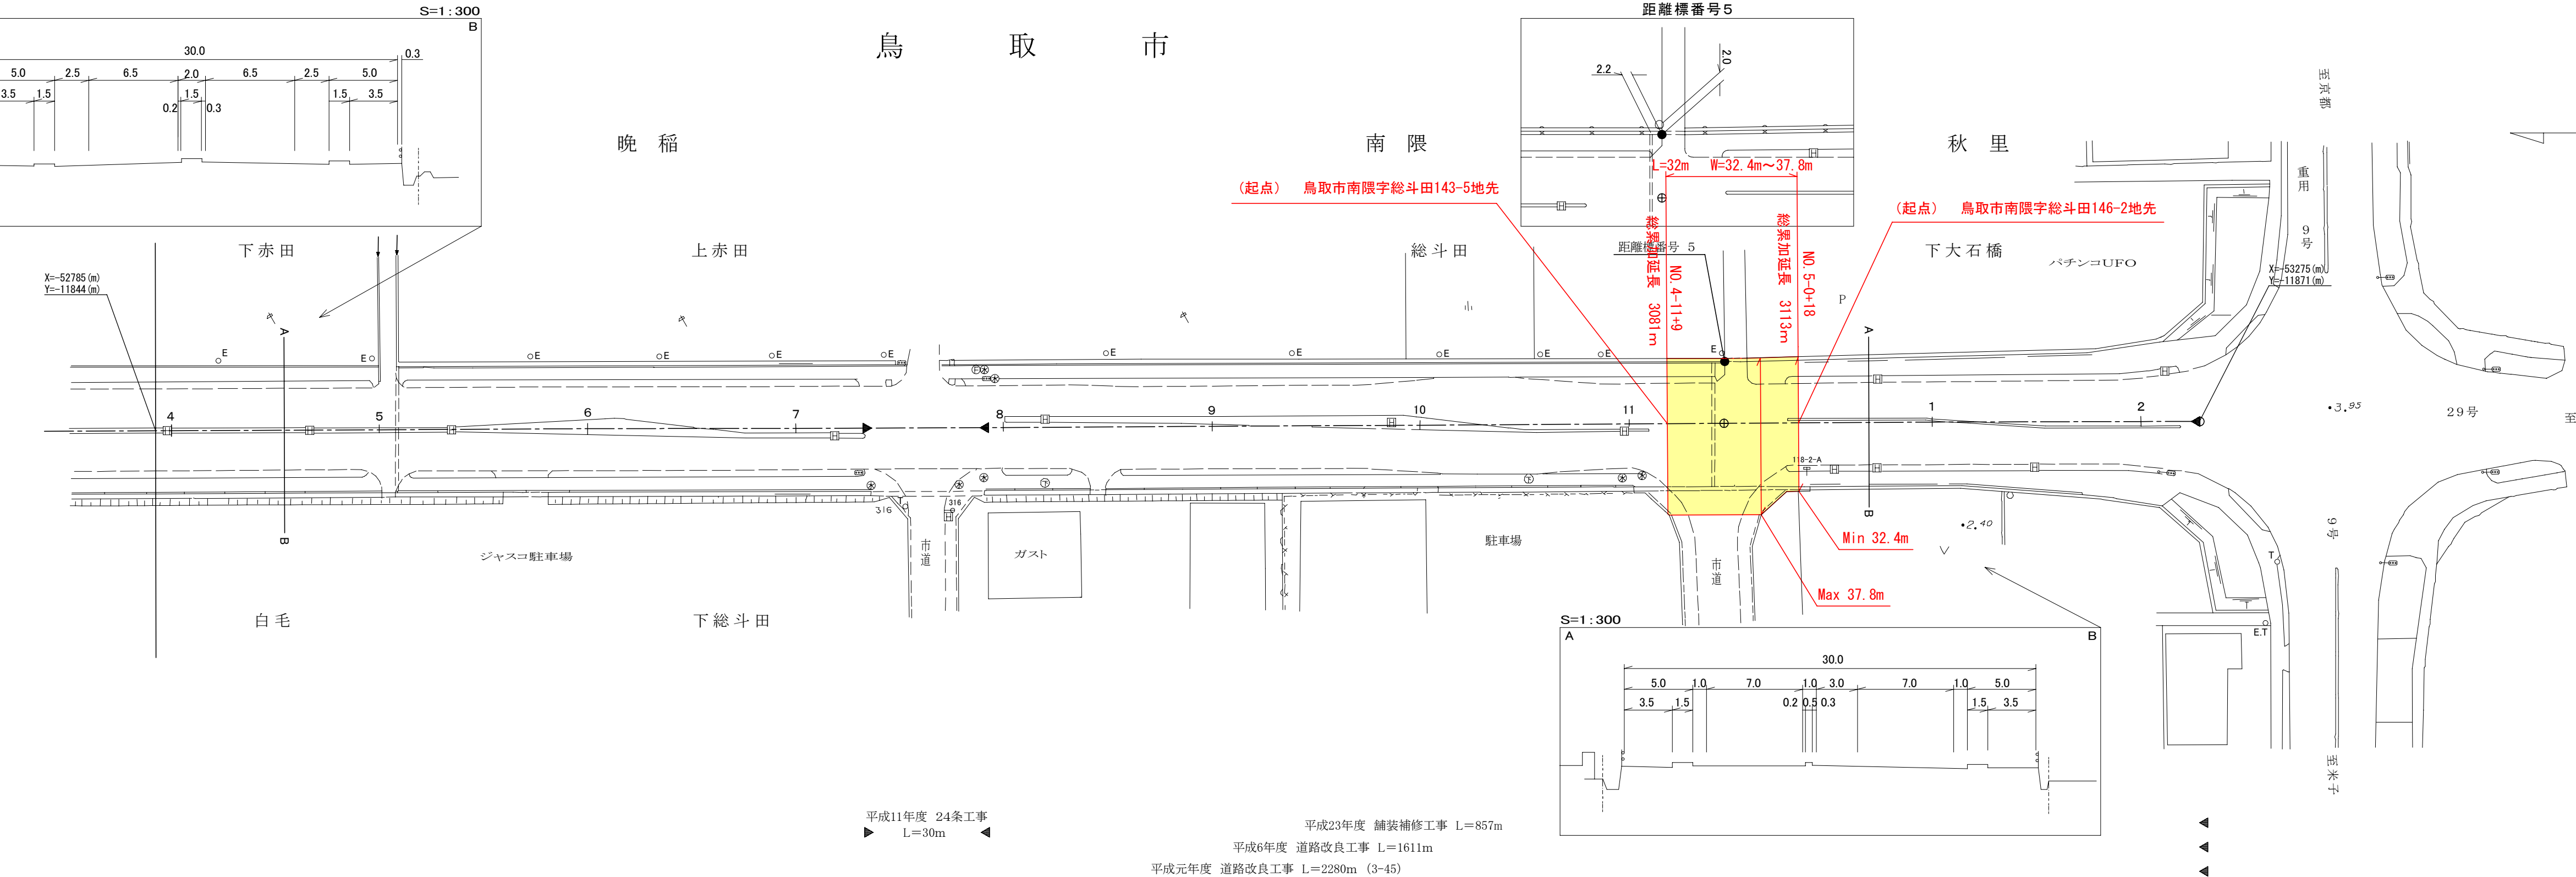 S=1:300
B
30.0
0.3
5.0 2.5 6.5 2.0 6.5 2.5 5.0
3.5 1.5 1.5 1.5 3.5
0.2 0.3
鳥取市
距離標番号5
2.2
2.0
晩稲
南隈
秋里
L=32m W=32.4m～37.8m
(起点) 鳥取市南隈字総斗田143-5地先
(起点) 鳥取市南隈字総斗田146-2地先
総累加延長 3081m
NO.4-11+9
総累加延長 3113m
NO.5-0+18
距離標番号 5
下赤田
上赤田
総斗田
下大石橋
パチンコUFO
P
至京都
重用
9号
X=-52785(m)
Y=-11844(m)
X=-53275(m)
Y=-11871(m)
A
A
E E E E E E E E E E E E
4 5 6 7 8 9 10 11 1 2
・3.95
29号
至
118-2-A
316
316
B
B
・2.40
Min 32.4m
Max 37.8m
ジャスコ駐車場
市道
ガスト
駐車場
市道
9号
T
E.T
白毛
下総斗田
至米子
S=1:300
A B
30.0
5.0 1.0 7.0 1.0 3.0 7.0 1.0 5.0
3.5 1.5 0.2 0.5 0.3 1.5 3.5
平成11年度 24条工事
L=30m
平成23年度 舗装補修工事 L=857m
平成6年度 道路改良工事 L=1611m
平成元年度 道路改良工事 L=2280m (3-45)